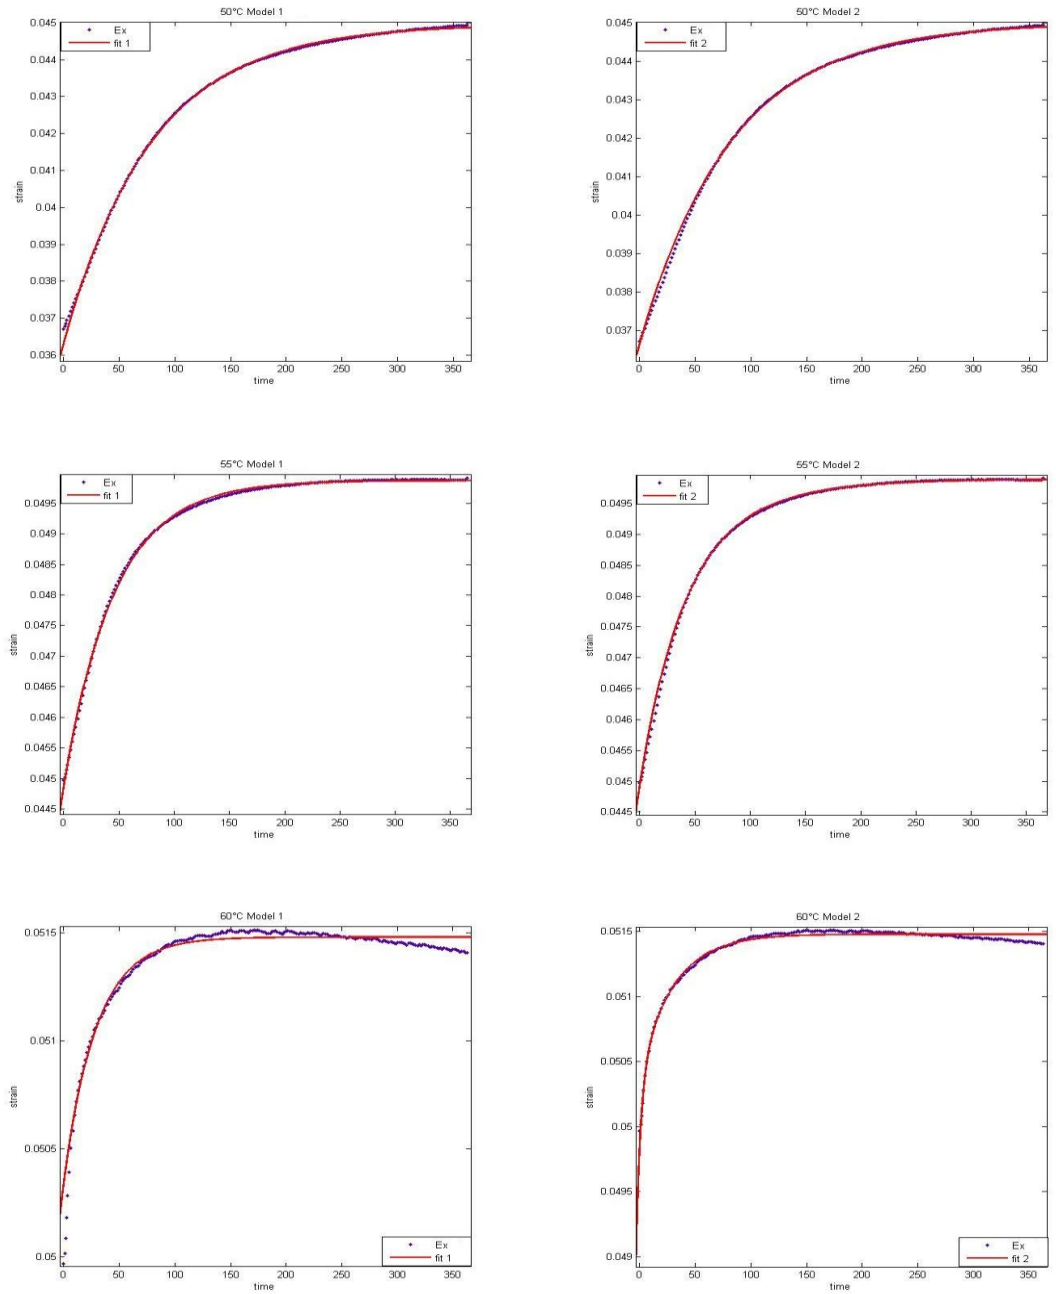 50°C Model 1
Ex
fit 1
0.045
0.044
0.043
0.042
0.041
0.04
0.039
0.038
0.037
0.036
strain
0 50 100 150 200 250 300 350
time
50°C Model 2
Ex
fit 2
0.045
0.044
0.043
0.042
0.041
0.04
0.039
0.038
0.037
strain
0 50 100 150 200 250 300 350
time
55°C Model 1
Ex
fit 1
0.0495
0.049
0.0485
0.048
0.0475
0.047
0.0465
0.046
0.0455
0.045
0.0445
strain
0 50 100 150 200 250 300 350
time
55°C Model 2
Ex
fit 2
0.0495
0.049
0.0485
0.048
0.0475
0.047
0.0465
0.046
0.0455
0.045
0.0445
strain
0 50 100 150 200 250 300 350
time
60°C Model 1
0.0515
0.051
0.0505
0.05
strain
Ex
fit 1
0 50 100 150 200 250 300 350
time
60°C Model 2
0.0515
0.051
0.0505
0.05
0.0495
0.049
strain
Ex
fit 2
0 50 100 150 200 250 300 350
time